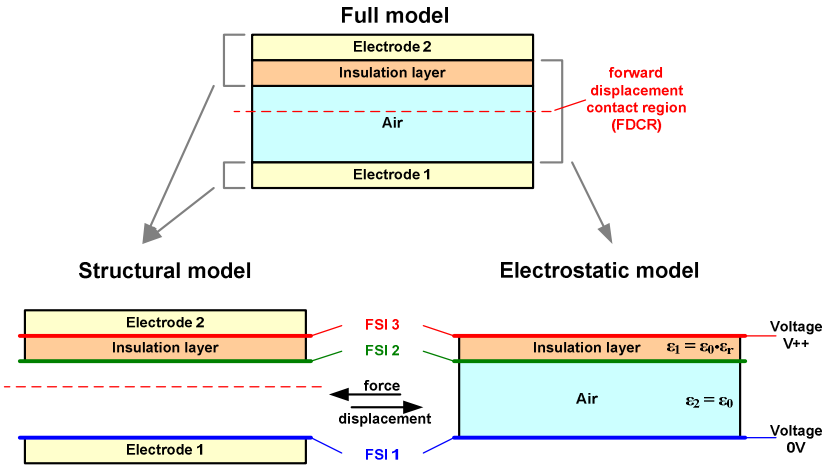 Full model
Electrode 2
Insulation layer
Air
Electrode 1
forward
displacement
contact region
(FDCR)
Structural model
Electrostatic model
Electrode 2
Insulation layer
Electrode 1
FSI 3
FSI 2
force
displacement
FSI 1
Insulation layer
ε1 = ε0•εr
Air
ε2 = ε0
Voltage
V++
Voltage
0V